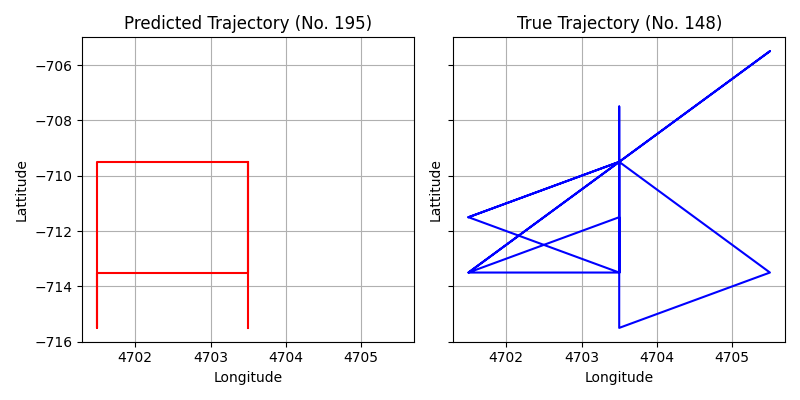 Predicted Trajectory (No. 195)
True Trajectory (No. 148)
−706
−708
−710
−712
−714
−716
Lattitude
Lattitude
4702
4703
4704
4705
4702
4703
4704
4705
Longitude
Longitude